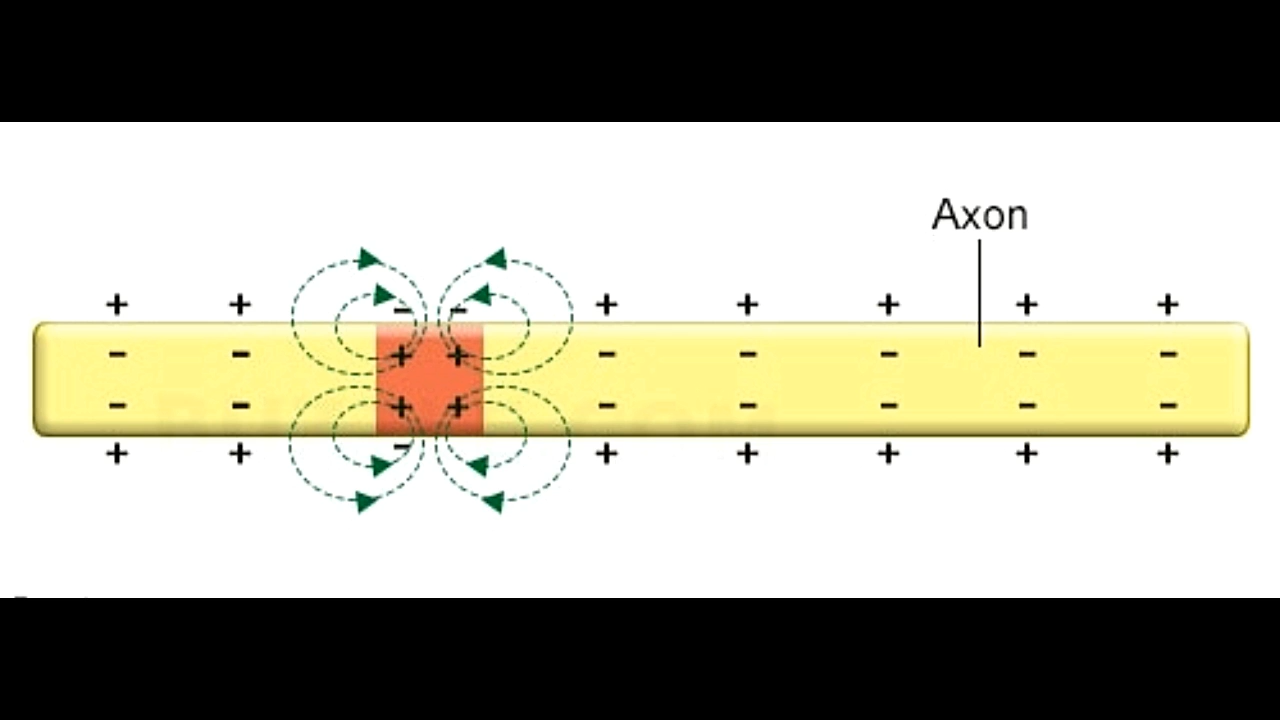 Axon
+ + - - + + + + +
- - + + - - - - -
- - + + - - - - -
+ + - + + + + +